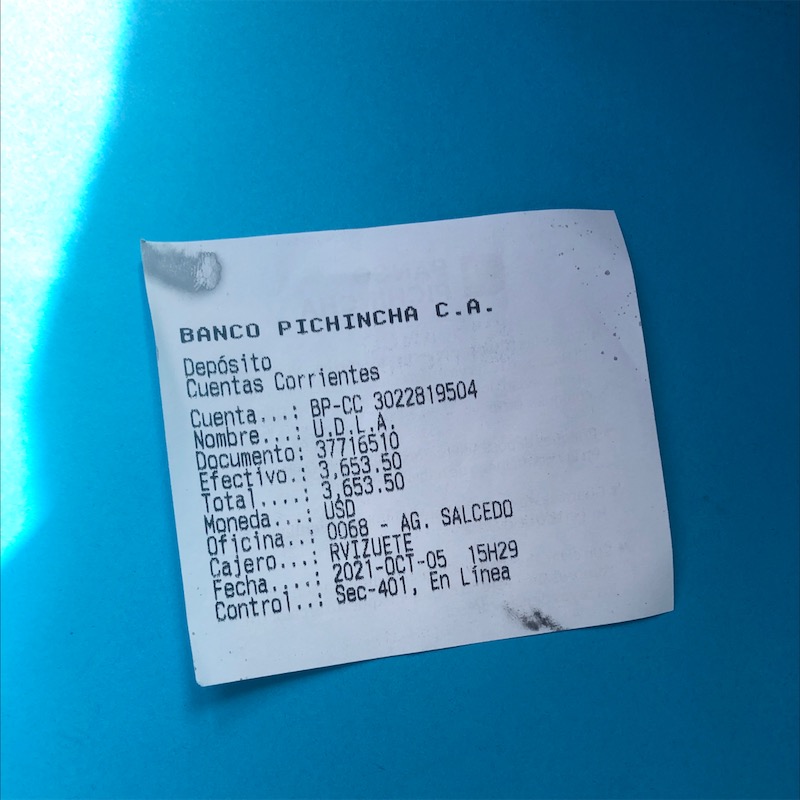 BANCO PICHINCHA C.A.
Depósito
Cuentas Corrientes
Cuenta...: BP-CC 3022819504
Nombre...: U.D.L.A.
Documento: 37716510
Efectivo.: 3,653.50
Total....: 3,653.50
Moneda...: USD
Oficina..: 0068 - AG. SALCEDO
Cajero...: RVIZUETE
Fecha....: 2021-OCT-05 15H29
Control..: Sec-401, En Línea